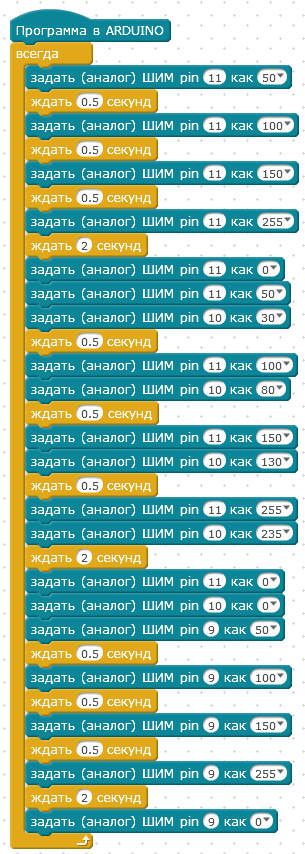 Программа в ARDUINO
всегда
задать (аналог) ШИМ pin 11 как 50
ждать 0.5 секунд
задать (аналог) ШИМ pin 11 как 100
ждать 0.5 секунд
задать (аналог) ШИМ pin 11 как 150
ждать 0.5 секунд
задать (аналог) ШИМ pin 11 как 255
ждать 2 секунд
задать (аналог) ШИМ pin 11 как 0
задать (аналог) ШИМ pin 11 как 50
задать (аналог) ШИМ pin 10 как 30
ждать 0.5 секунд
задать (аналог) ШИМ pin 11 как 100
задать (аналог) ШИМ pin 10 как 80
ждать 0.5 секунд
задать (аналог) ШИМ pin 11 как 150
задать (аналог) ШИМ pin 10 как 130
ждать 0.5 секунд
задать (аналог) ШИМ pin 11 как 255
задать (аналог) ШИМ pin 10 как 235
ждать 2 секунд
задать (аналог) ШИМ pin 11 как 0
задать (аналог) ШИМ pin 10 как 0
задать (аналог) ШИМ pin 9 как 50
ждать 0.5 секунд
задать (аналог) ШИМ pin 9 как 100
ждать 0.5 секунд
задать (аналог) ШИМ pin 9 как 150
ждать 0.5 секунд
задать (аналог) ШИМ pin 9 как 255
ждать 2 секунд
задать (аналог) ШИМ pin 9 как 0